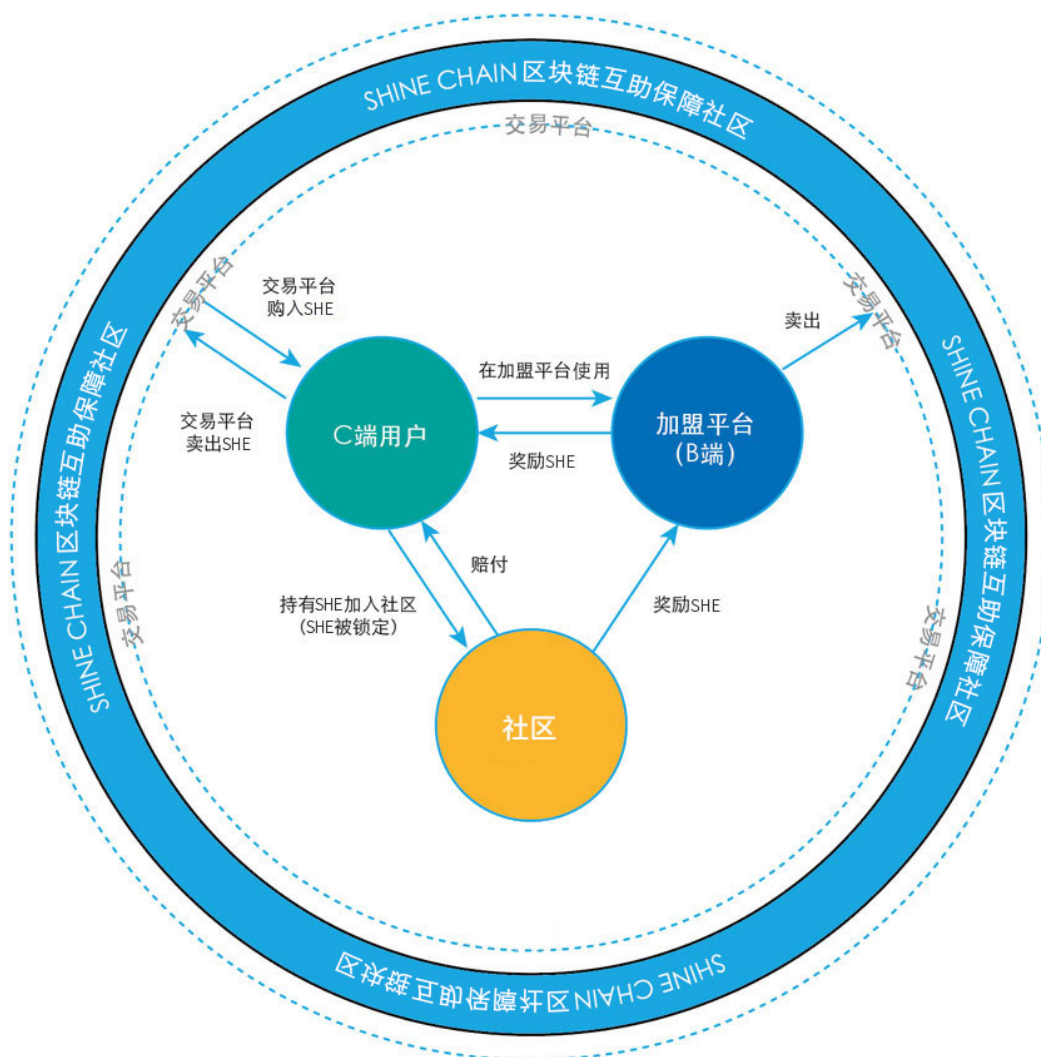 SHINE CHAIN区块链互助保障社区
交易平台
交易平台
交易平台
SHINE CHAIN区块链互助保障社区
SHINE CHAIN区块链互助保障社区
交易平台
购入SHE
卖出
在加盟平台使用
交易平台
卖出SHE
C端用户
加盟平台
(B端)
奖励SHE
赔付
持有SHE加入社区
(SHE被锁定)
奖励SHE
交易平台
交易平台
社区
SHINE CHAIN区块链互助保障社区